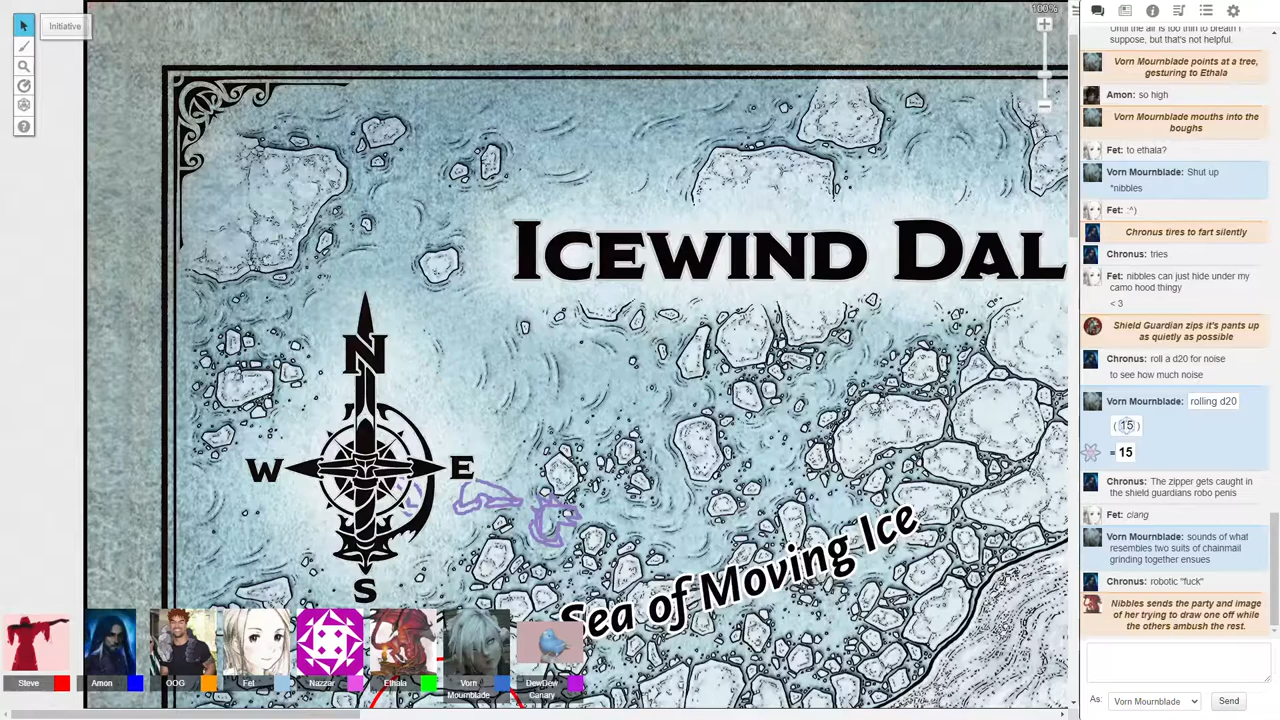 Initiative
100%
Icewind Dal
N
W
E
S
Sea of Moving Ice
Steve
Amon
OOG
Fet
Nazzar
Ethala
Vorn
Mournblade
DewDew
Canary
Until the air is too thin to breath I
suppose, but that's not helpful.
Vorn Mournblade points at a tree,
gesturing to Ethala
Amon: so high
Vorn Mournblade mouths into the
boughs
Fet: to ethala?
Vorn Mournblade: Shut up
*nibbles
Fet: :^)
Chronus tires to fart silently
Chronus: tries
Fet: nibbles can just hide under my
camo hood thingy
< 3
Shield Guardian zips it's pants up
as quietly as possible
Chronus: roll a d20 for noise
to see how much noise
Vorn Mournblade: rolling d20
(15)
= 15
Chronus: The zipper gets caught in
the shield guardians robo penis
Fet: clang
Vorn Mournblade: sounds of what
resembles two suits of chainmail
grinding together ensues
Chronus: robotic "fuck"
Nibbles sends the party and image
of her trying to draw one off while
the others ambush the rest.
As:
Vorn Mournblade
Send